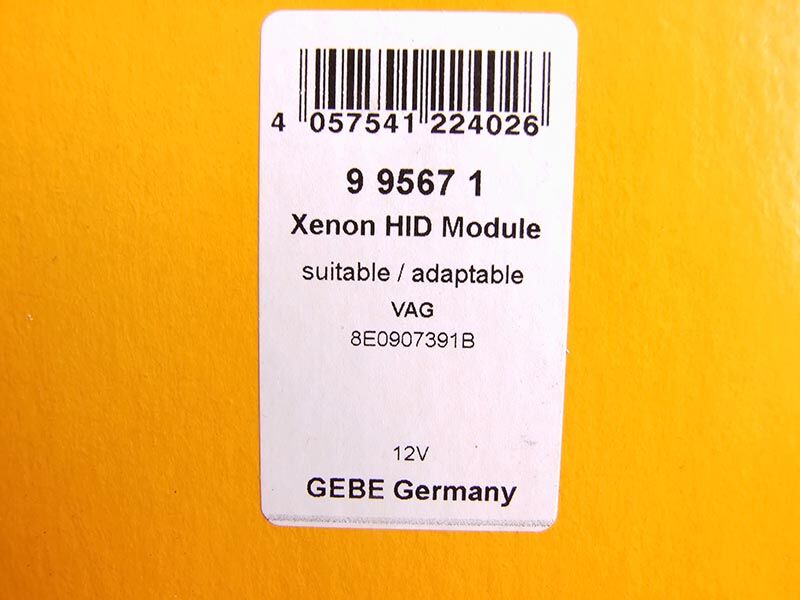 4 057541 224026
9 9567 1
Xenon HID Module
suitable / adaptable
VAG
8E0907391B
12V
GEBE Germany